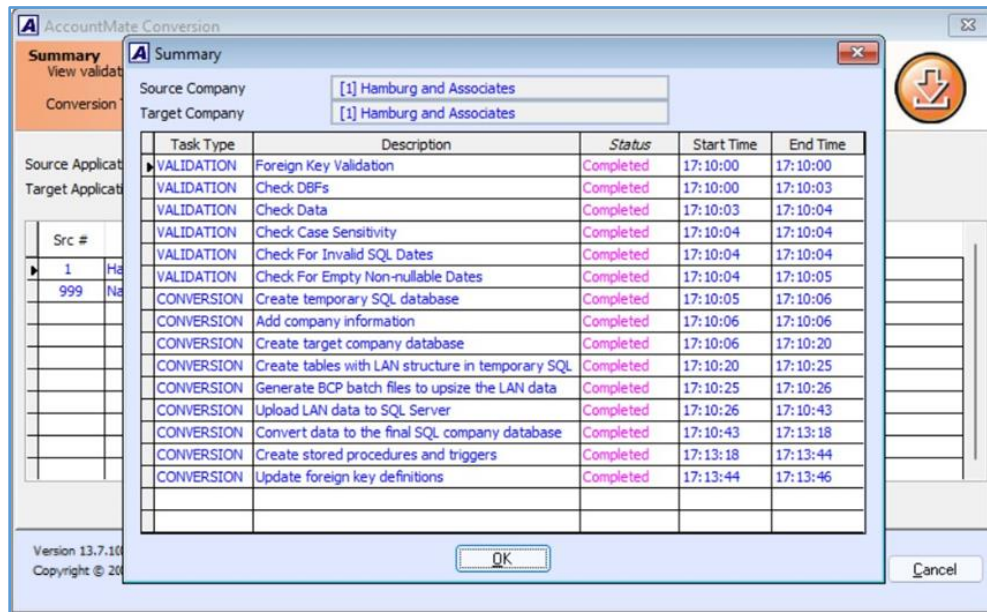 AccountMate Conversion
Summary
View validat
Conversion
Source Applicat
Target Applicati
Src #
1 Ha
999 Na
Version 13.7.10
Copyright © 20
Cancel
Summary
Source Company [1] Hamburg and Associates
Target Company [1] Hamburg and Associates
Task Type Description Status Start Time End Time
VALIDATION Foreign Key Validation Completed 17:10:00 17:10:00
VALIDATION Check DBFs Completed 17:10:00 17:10:03
VALIDATION Check Data Completed 17:10:03 17:10:04
VALIDATION Check Case Sensitivity Completed 17:10:04 17:10:04
VALIDATION Check For Invalid SQL Dates Completed 17:10:04 17:10:04
VALIDATION Check For Empty Non-nullable Dates Completed 17:10:04 17:10:05
CONVERSION Create temporary SQL database Completed 17:10:05 17:10:06
CONVERSION Add company information Completed 17:10:06 17:10:06
CONVERSION Create target company database Completed 17:10:06 17:10:20
CONVERSION Create tables with LAN structure in temporary SQL Completed 17:10:20 17:10:25
CONVERSION Generate BCP batch files to upsize the LAN data Completed 17:10:25 17:10:26
CONVERSION Upload LAN data to SQL Server Completed 17:10:26 17:10:43
CONVERSION Convert data to the final SQL company database Completed 17:10:43 17:13:18
CONVERSION Create stored procedures and triggers Completed 17:13:18 17:13:44
CONVERSION Update foreign key definitions Completed 17:13:44 17:13:46
OK